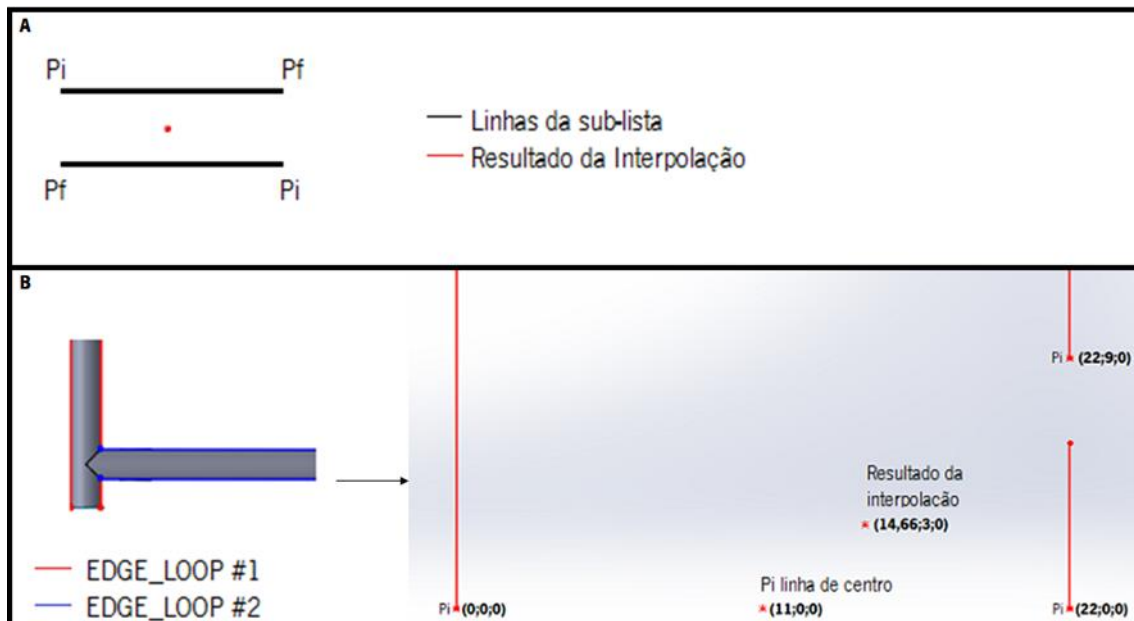 A
Pi
Pf
Linhas da sub-lista
Resultado da Interpolação
Pf
Pi
B
Pi
(22;9;0)
Resultado da
interpolação
(14,66;3;0)
EDGE_LOOP #1
EDGE_LOOP #2
Pi linha de centro
Pi
(0;0;0)
(11;0;0)
Pi
(22;0;0)